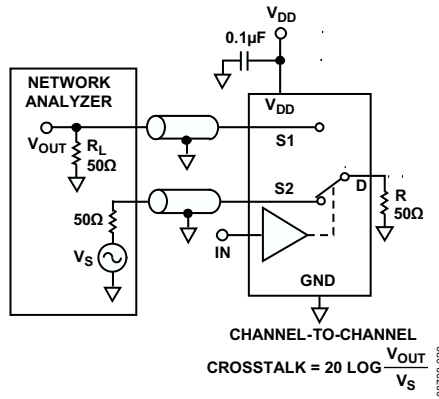 VDD
0.1µF
NETWORK
ANALYZER
VDD
VOUT
RL
50Ω
S1
50Ω
S2
D
R
50Ω
VS
IN
GND
CHANNEL-TO-CHANNEL
CROSSTALK = 20 LOG VOUT
VS